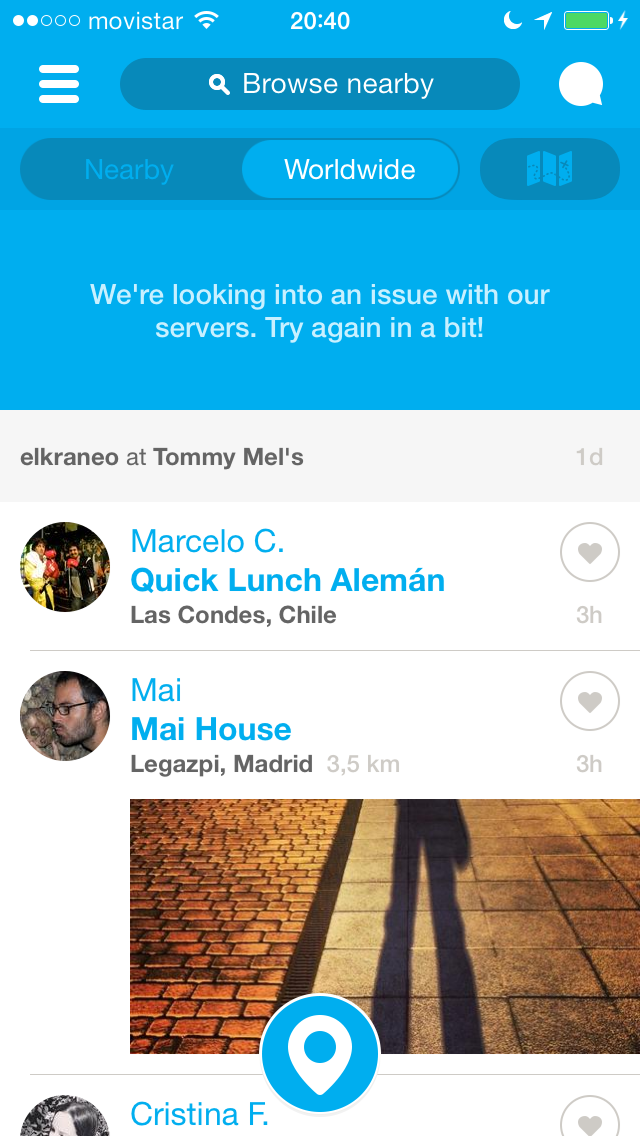 movistar 20:40
Browse nearby
Nearby Worldwide
We're looking into an issue with our
servers. Try again in a bit!
elkraneo at Tommy Mel's 1d
Marcelo C.
Quick Lunch Alemán
Las Condes, Chile 3h
Mai
Mai House
Legazpi, Madrid 3,5 km 3h
Cristina F.